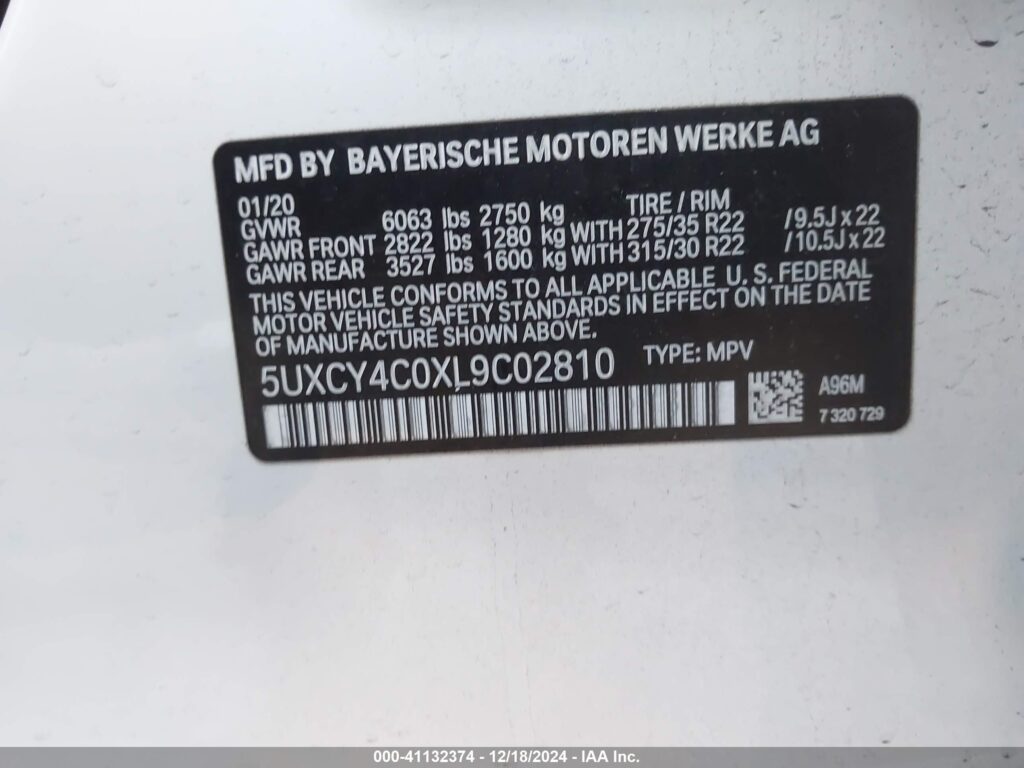 MFD BY BAYERISCHE MOTOREN WERKE AG
01/20 TIRE / RIM
GVWR 6063 lbs 2750 kg
GAWR FRONT 2822 lbs 1280 kg WITH 275/35 R22 /9.5J x 22
GAWR REAR 3527 lbs 1600 kg WITH 315/30 R22 /10.5J x 22
THIS VEHICLE CONFORMS TO ALL APPLICABLE U. S. FEDERAL
MOTOR VEHICLE SAFETY STANDARDS IN EFFECT ON THE DATE
OF MANUFACTURE SHOWN ABOVE.
5UXCY4C0XL9C02810 TYPE: MPV
A96M
7 320 729
000-41132374 - 12/18/2024 - IAA Inc.